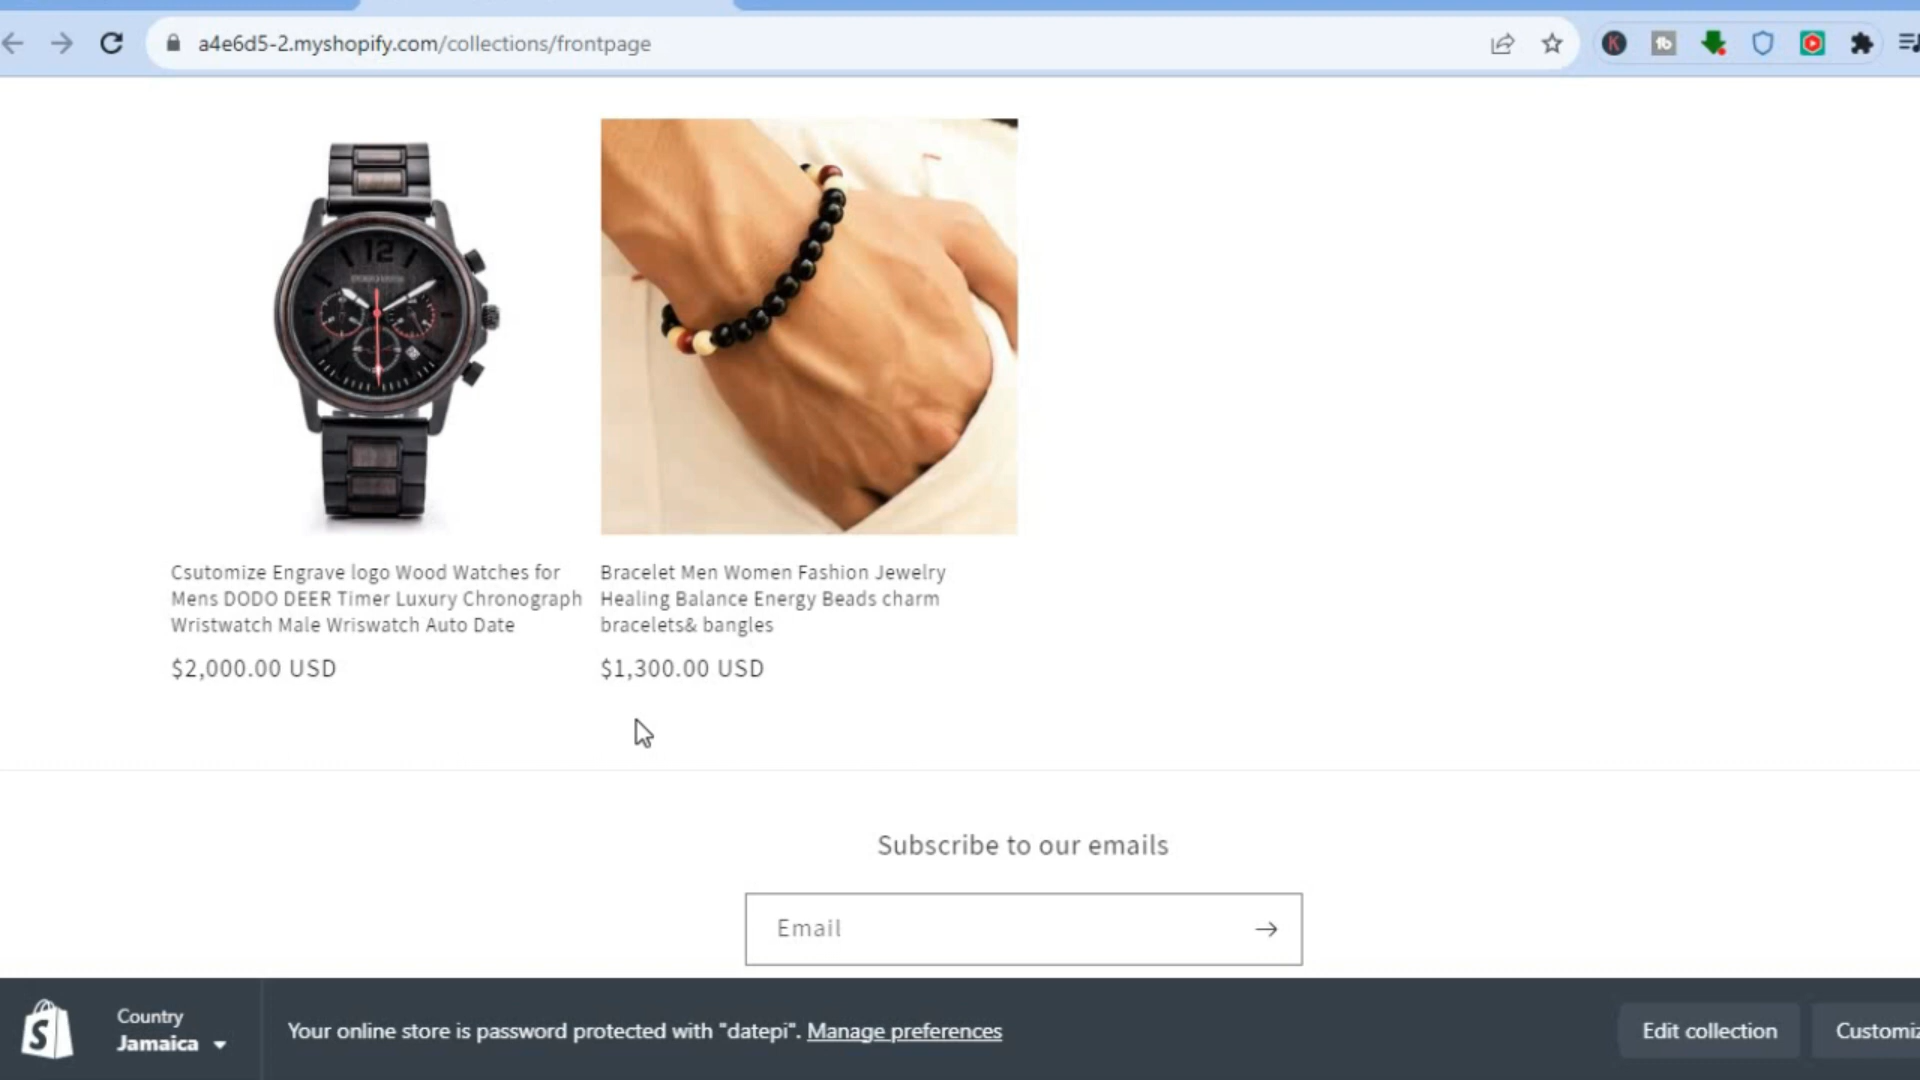 a4e6d5-2.myshopify.com/collections/frontpage
12
Csutomize Engrave logo Wood Watches for
Mens DODO DEER Timer Luxury Chronograph
Wristwatch Male Wriswatch Auto Date
$2,000.00 USD
Bracelet Men Women Fashion Jewelry
Healing Balance Energy Beads charm
bracelets& bangles
$1,300.00 USD
Subscribe to our emails
Email
Country
Jamaica
Your online store is password protected with "datepi". Manage preferences
Edit collection
Customiz